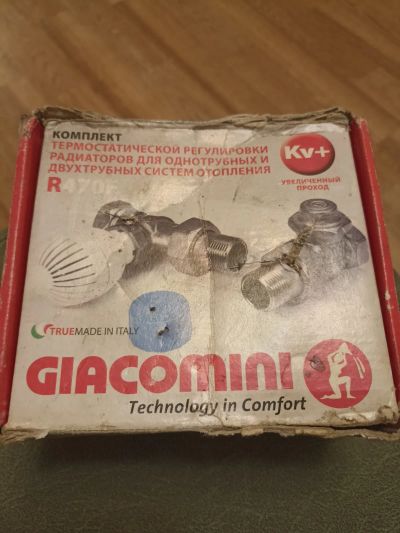 КОМПЛЕКТ
ТЕРМОСТАТИЧЕСКОЙ РЕГУЛИРОВКИ
РАДИАТОРОВ ДЛЯ ОДНОТРУБНЫХ И
ДВУХТРУБНЫХ СИСТЕМ ОТОПЛЕНИЯ
R470F
Kv+
УВЕЛИЧЕННЫЙ
ПРОХОД
TRUEMADE IN ITALY
GIACOMINI
Technology in Comfort